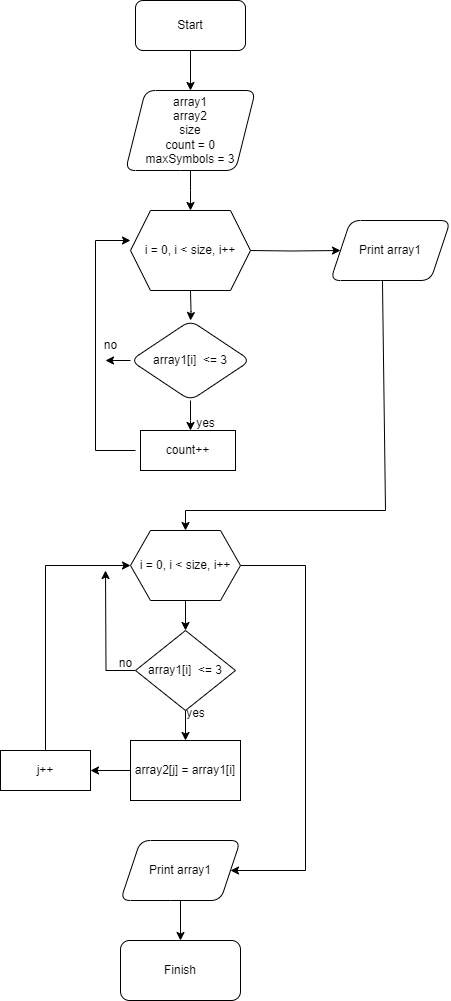 Start
array1
array2
size
count = 0
maxSymbols = 3
i = 0, i < size, i++
Print array1
no
array1[i] <= 3
yes
count++
i = 0, i < size, i++
no
array1[i] <= 3
yes
j++
array2[j] = array1[i]
Print array1
Finish